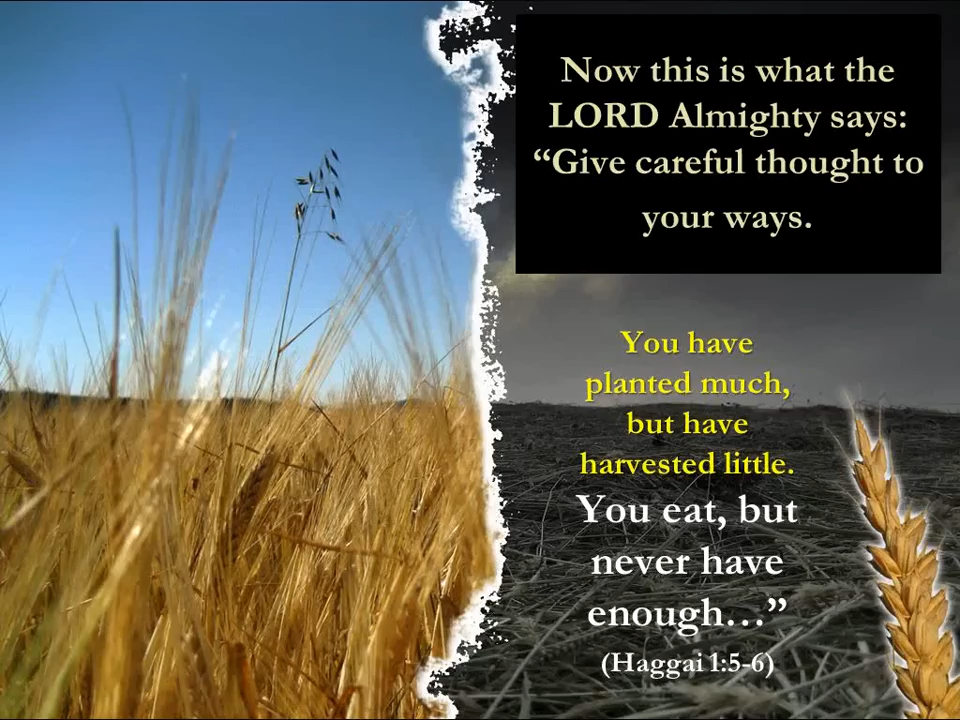 Now this is what the
LORD Almighty says:
“Give careful thought to
your ways.
You have
planted much,
but have
harvested little.
You eat, but
never have
enough…”
(Haggai 1:5-6)